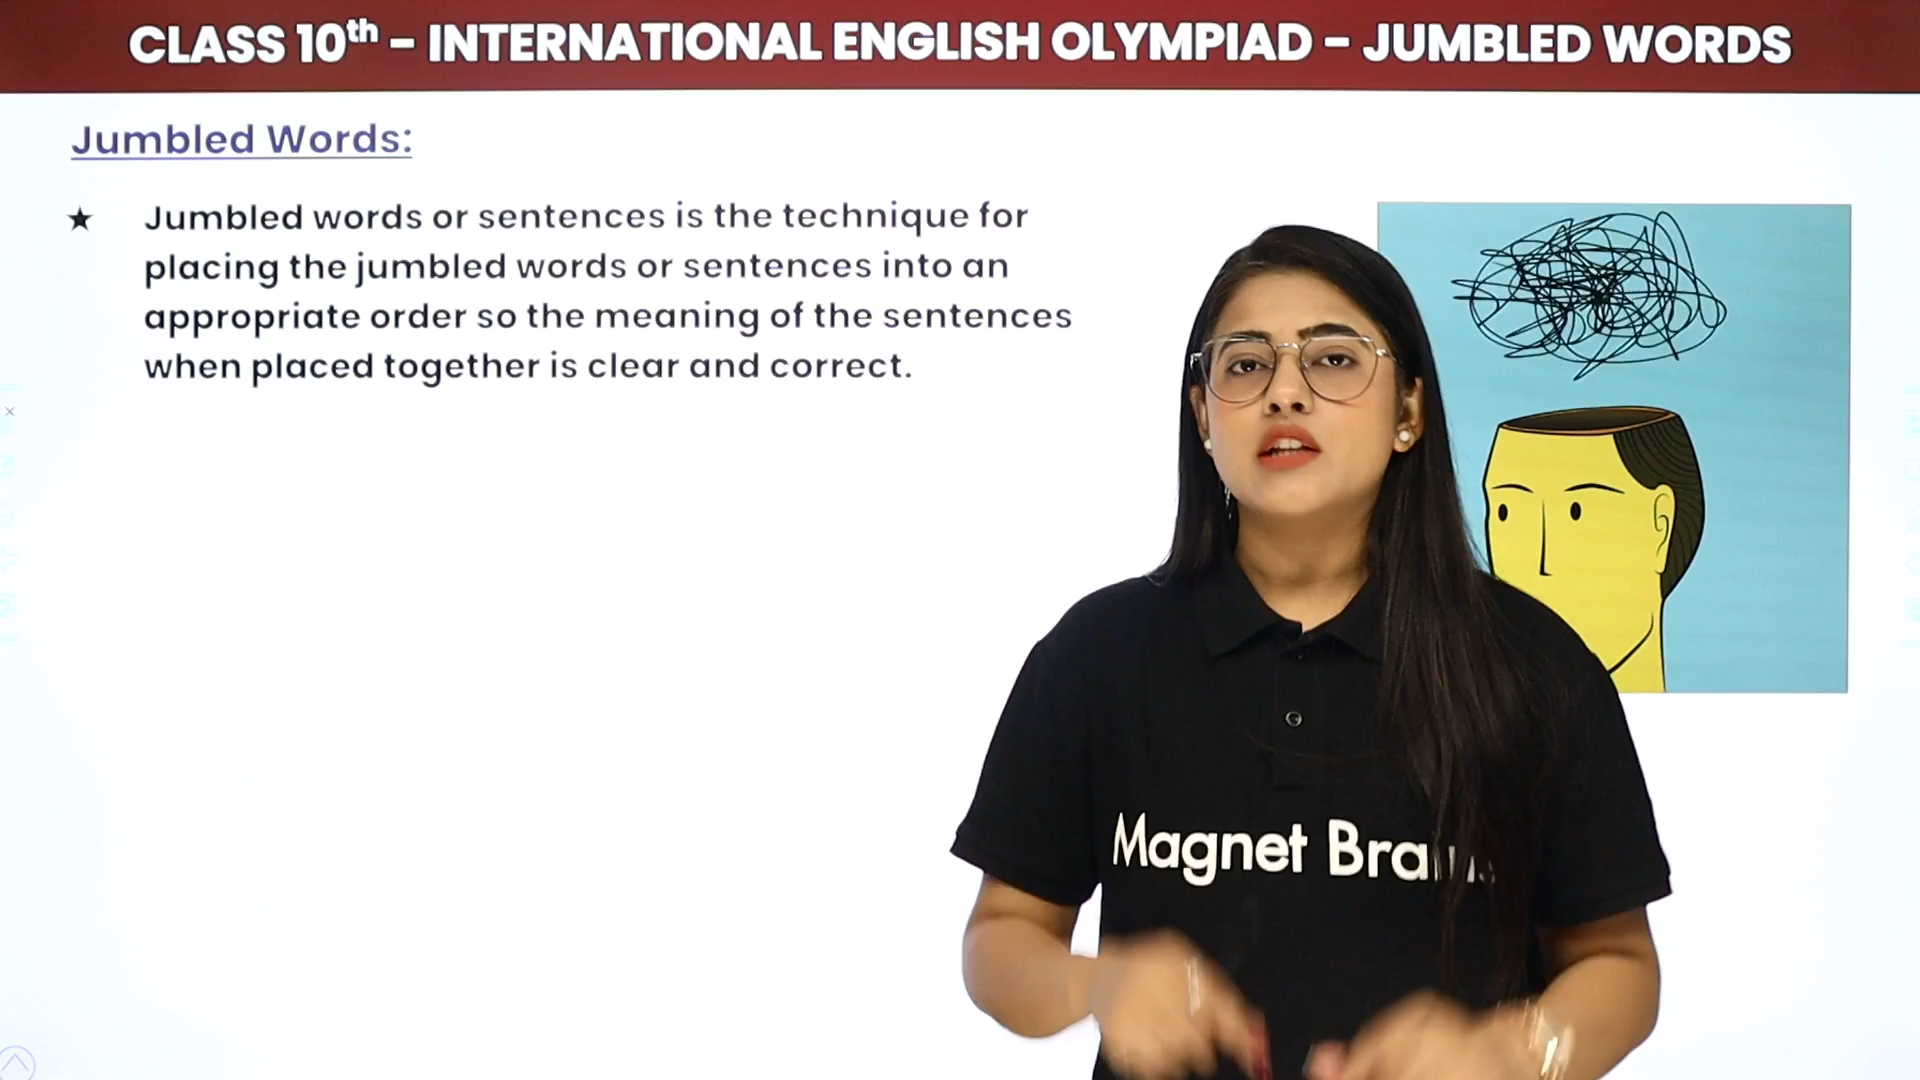 CLASS 10th - INTERNATIONAL ENGLISH OLYMPIAD - JUMBLED WORDS
Jumbled Words:
★ Jumbled words or sentences is the technique for
placing the jumbled words or sentences into an
appropriate order so the meaning of the sentences
when placed together is clear and correct.
Magnet Brains